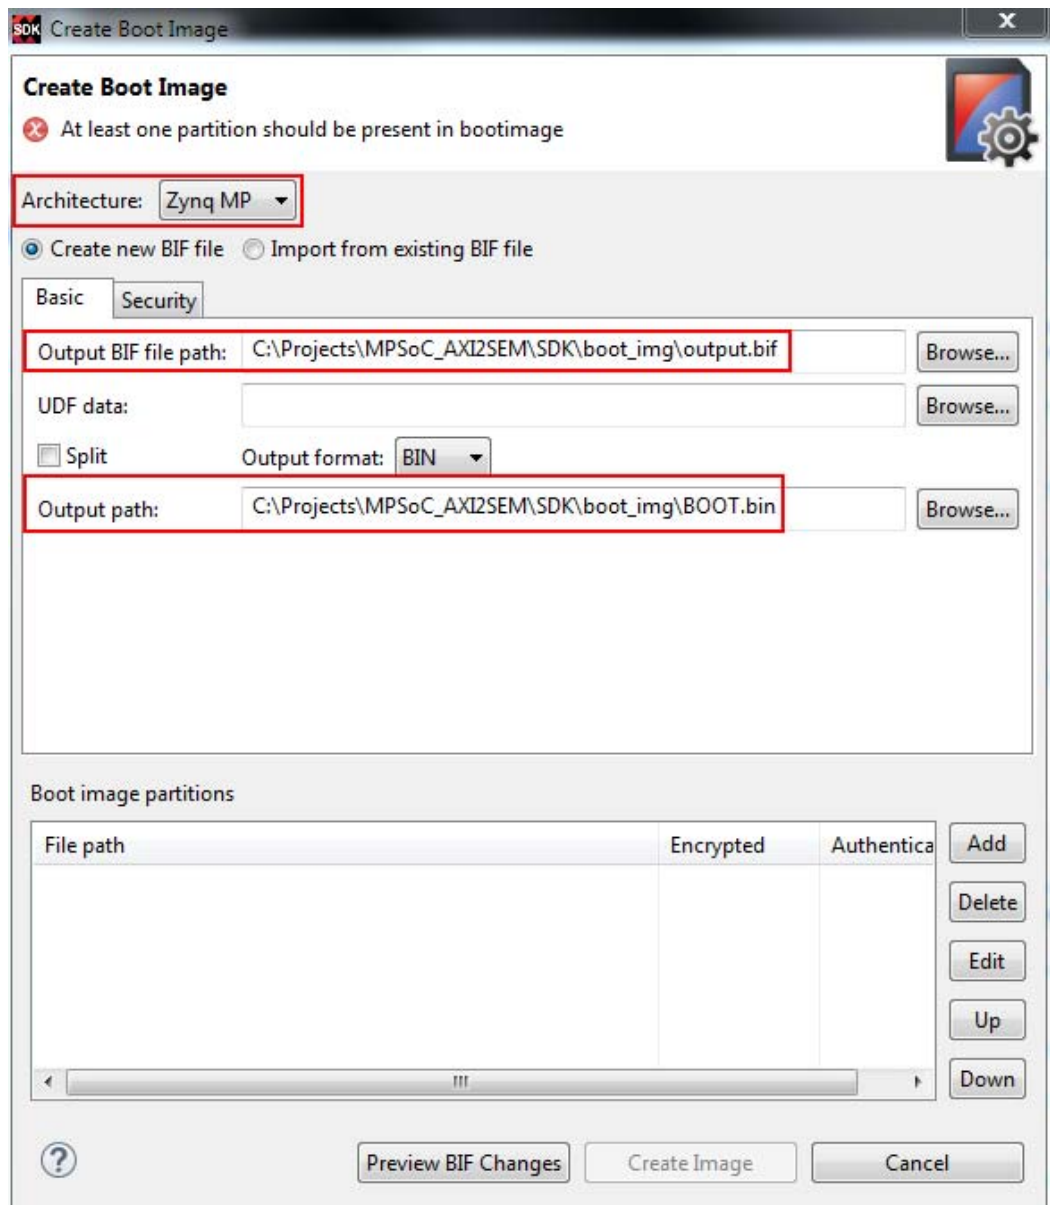 SDK Create Boot Image
x
Create Boot Image
At least one partition should be present in bootimage
Architecture: Zynq MP
Create new BIF file Import from existing BIF file
Basic Security
Output BIF file path: C:\Projects\MPSoC_AXI2SEM\SDK\boot_img\output.bif Browse...
UDF data: Browse...
Split Output format: BIN
Output path: C:\Projects\MPSoC_AXI2SEM\SDK\boot_img\BOOT.bin Browse...
Boot image partitions
File path Encrypted Authentica Add
Delete
Edit
Up
Down
? Preview BIF Changes Create Image Cancel